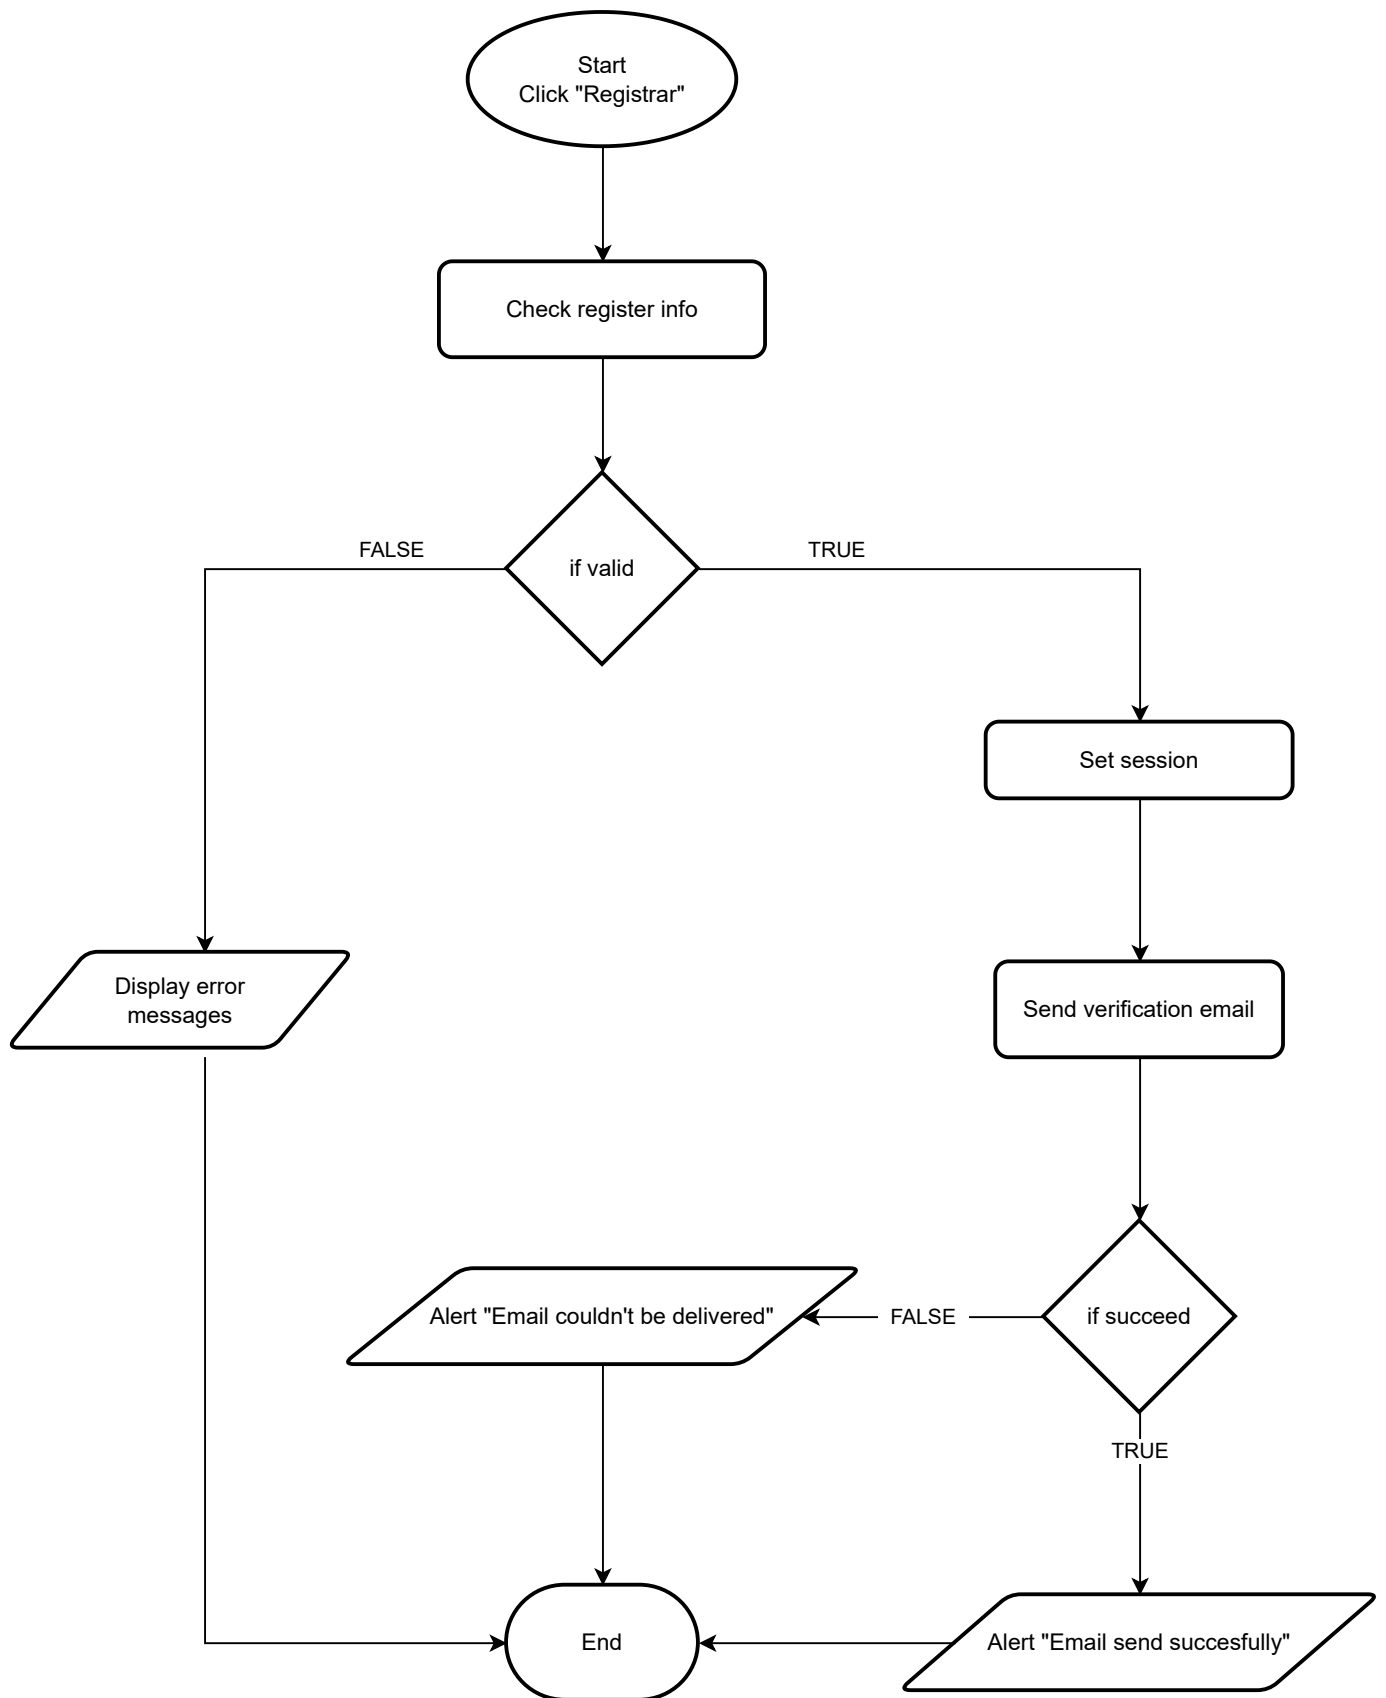 Start
Click "Registrar"
Check register info
FALSE
TRUE
if valid
Set session
Display error
messages
Send verification email
Alert "Email couldn't be delivered"
FALSE
if succeed
TRUE
End
Alert "Email send succesfully"